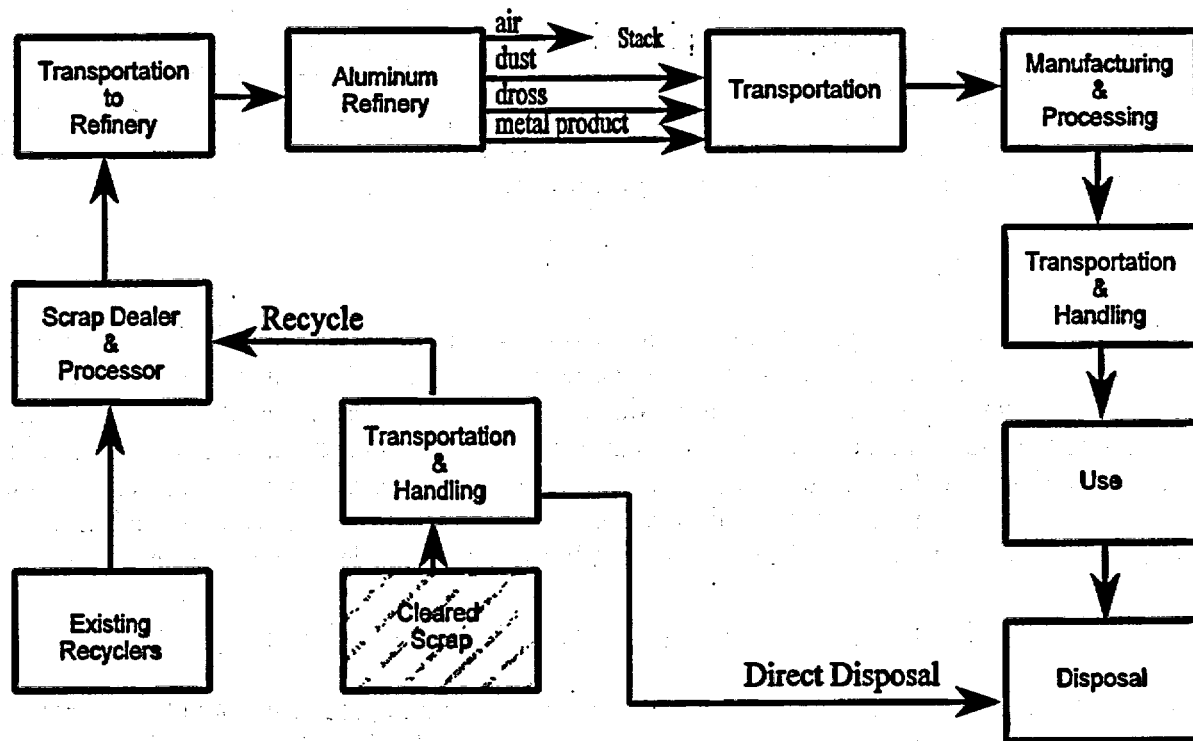 Transportation
to
Refinery
Aluminum
Refinery
air
Stack
dust
dross
metal product
Transportation
Manufacturing
&
Processing
Transportation
&
Handling
Scrap Dealer
&
Processor
Recycle
Transportation
&
Handling
Use
Existing
Recyclers
Cleared
Scrap
Direct Disposal
Disposal